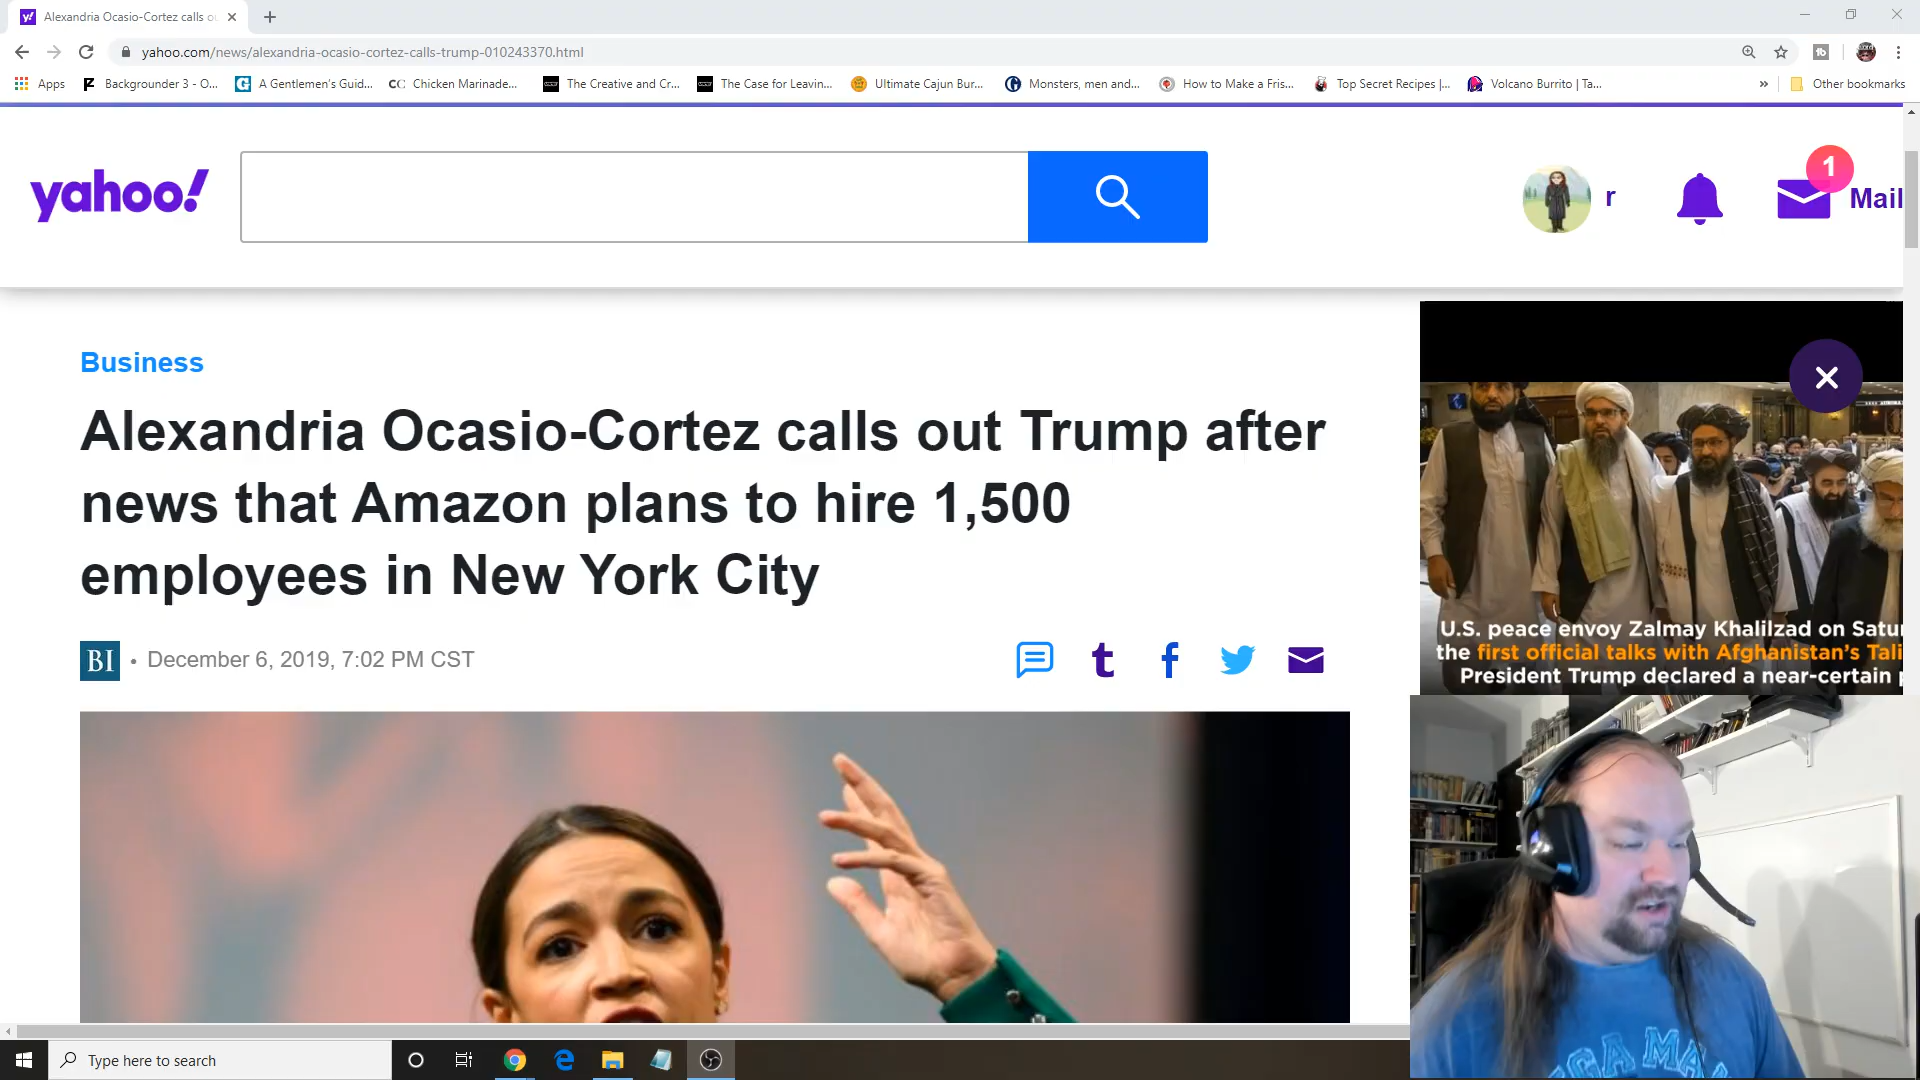 Alexandria Ocasio-Cortez calls ou
yahoo.com/news/alexandria-ocasio-cortez-calls-trump-010243370.html
Apps
Backgrounder 3 - O...
A Gentlemen's Guid...
CC Chicken Marinade...
The Creative and Cr...
The Case for Leavin...
Ultimate Cajun Bur...
Monsters, men and...
How to Make a Fris...
Top Secret Recipes |...
Volcano Burrito | Ta...
»
Other bookmarks
yahoo!
r
1
Mail
Business
Alexandria Ocasio-Cortez calls out Trump after
news that Amazon plans to hire 1,500
employees in New York City
BI • December 6, 2019, 7:02 PM CST
U.S. peace envoy Zalmay Khalilzad on Satu
the first official talks with Afghanistan's Tali
President Trump declared a near-certain
Type here to search